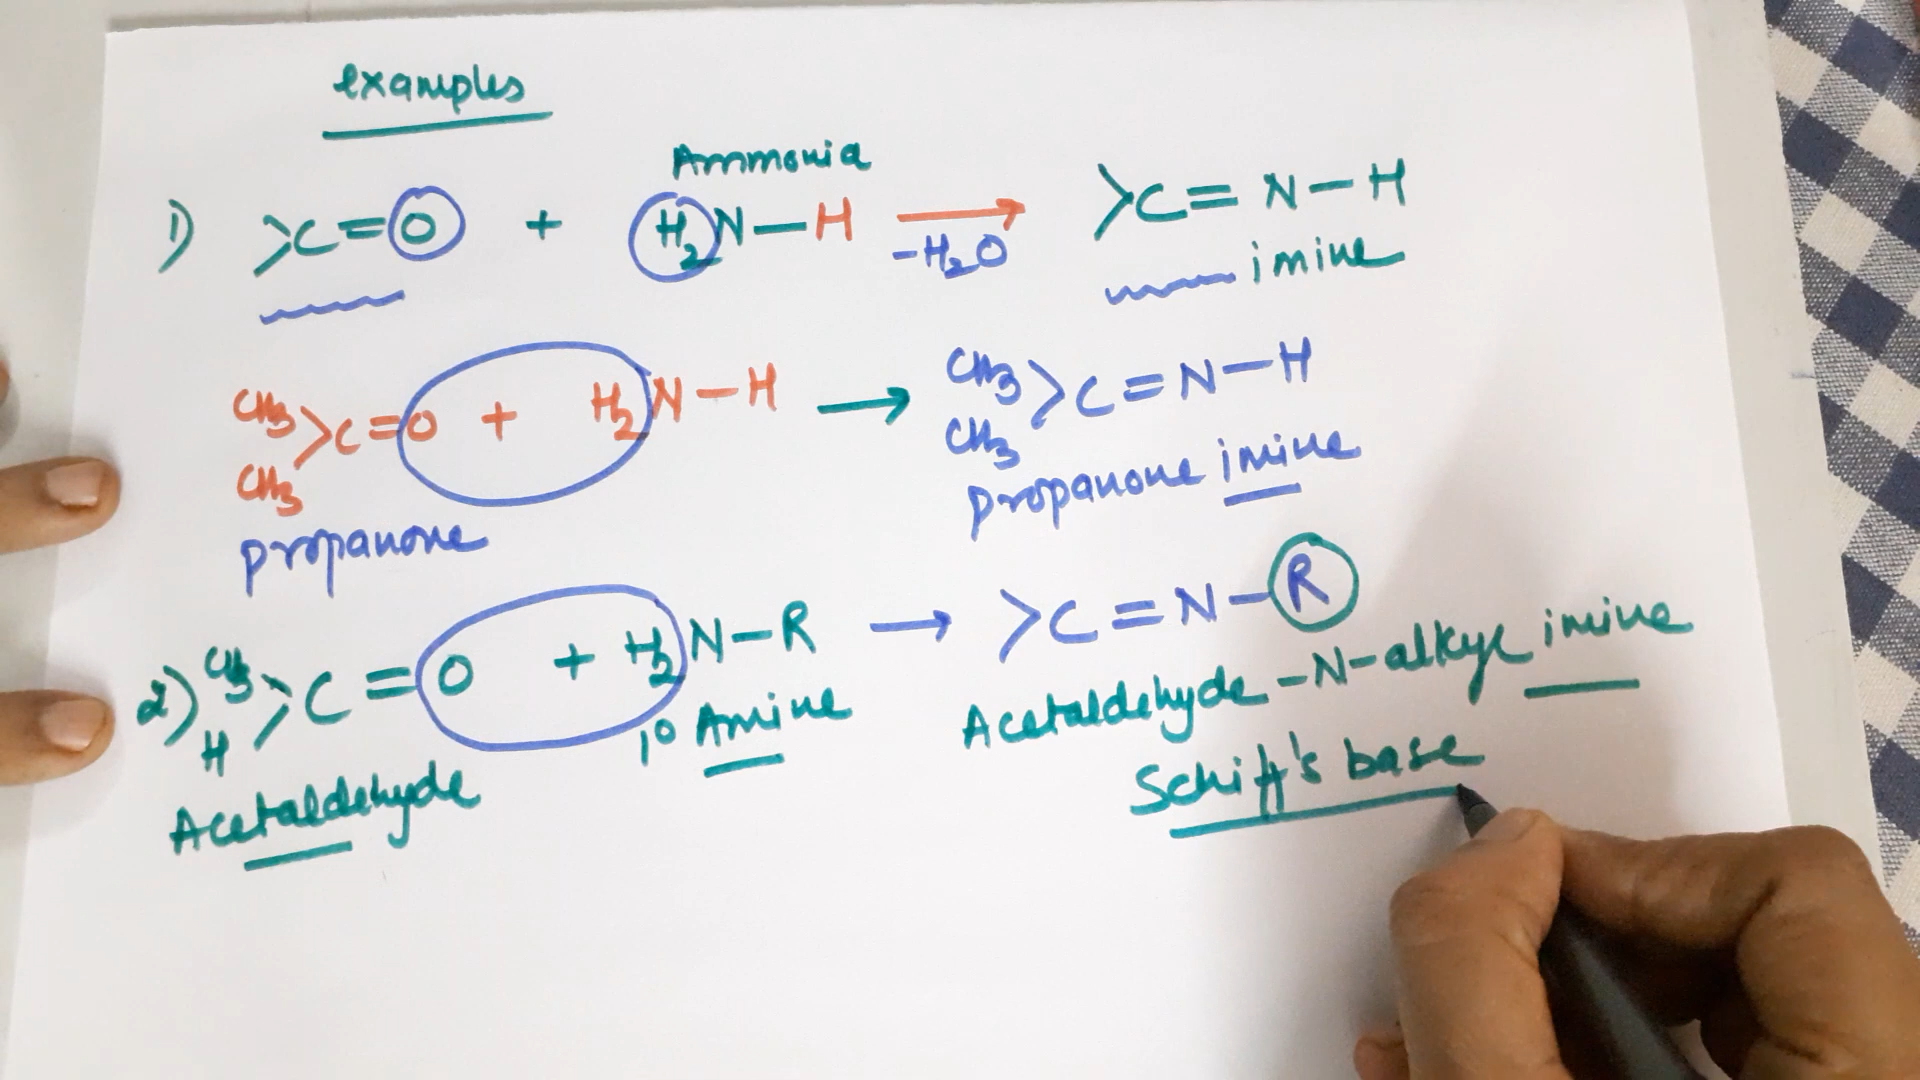 examples
Ammonia
1) >C=O + H₂N—H → >C=N—H
-H₂O
imine
CH₃
CH₃ >C=O + H₂N—H → CH₃
CH₃ >C=N—H
propanone
propanone imine
2) CH₃
H >C=O + H₂N—R → >C=N—R
1° Amine
Acetaldehyde
Acetaldehyde-N-alkyl imine
Schiff's base